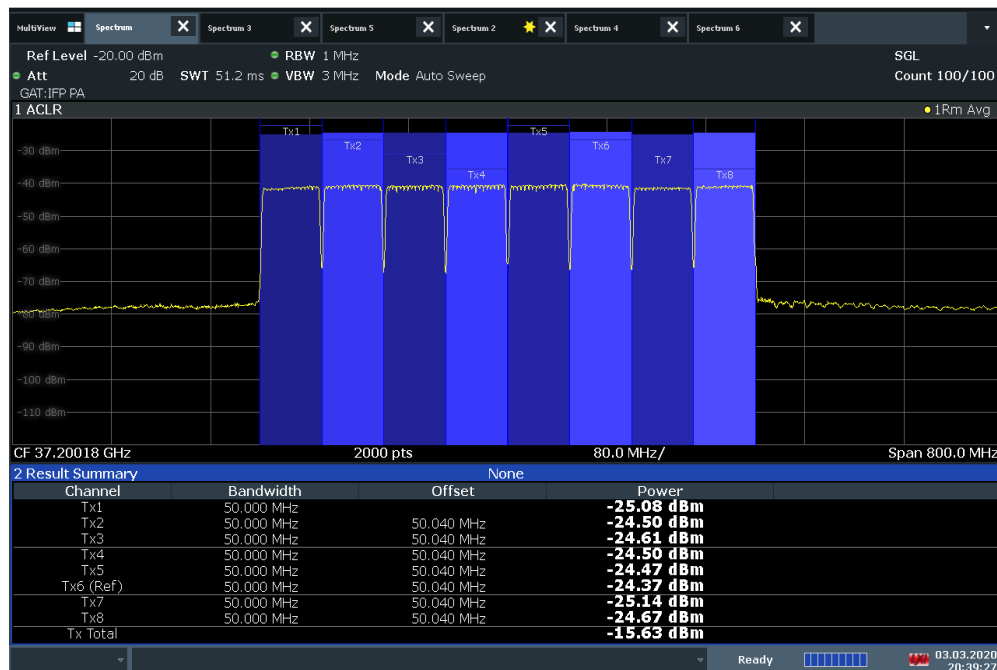 MultiView Spectrum Spectrum 3 Spectrum 5 Spectrum 2 Spectrum 4 Spectrum 6
Ref Level -20.00 dBm RBW 1 MHz SGL
Att 20 dB SWT 51.2 ms VBW 3 MHz Mode Auto Sweep Count 100/100
GAT:IFP PA
1 ACLR 1Rm Avg
Tx1 Tx5
Tx2 Tx6
-30 dBm
Tx3 Tx7
Tx4 Tx8
-40 dBm
-50 dBm
-60 dBm
-70 dBm
-80 dBm
-90 dBm
-100 dBm
-110 dBm
CF 37.20018 GHz 2000 pts 80.0 MHz/ Span 800.0 MHz
2 Result Summary None
Channel Bandwidth Offset Power
Tx1 50.000 MHz -25.08 dBm
Tx2 50.000 MHz 50.040 MHz -24.50 dBm
Tx3 50.000 MHz 50.040 MHz -24.61 dBm
Tx4 50.000 MHz 50.040 MHz -24.50 dBm
Tx5 50.000 MHz 50.040 MHz -24.47 dBm
Tx6 (Ref) 50.000 MHz 50.040 MHz -24.37 dBm
Tx7 50.000 MHz 50.040 MHz -25.14 dBm
Tx8 50.000 MHz 50.040 MHz -24.67 dBm
Tx Total -15.63 dBm
Ready 03.03.2020
20:39:27